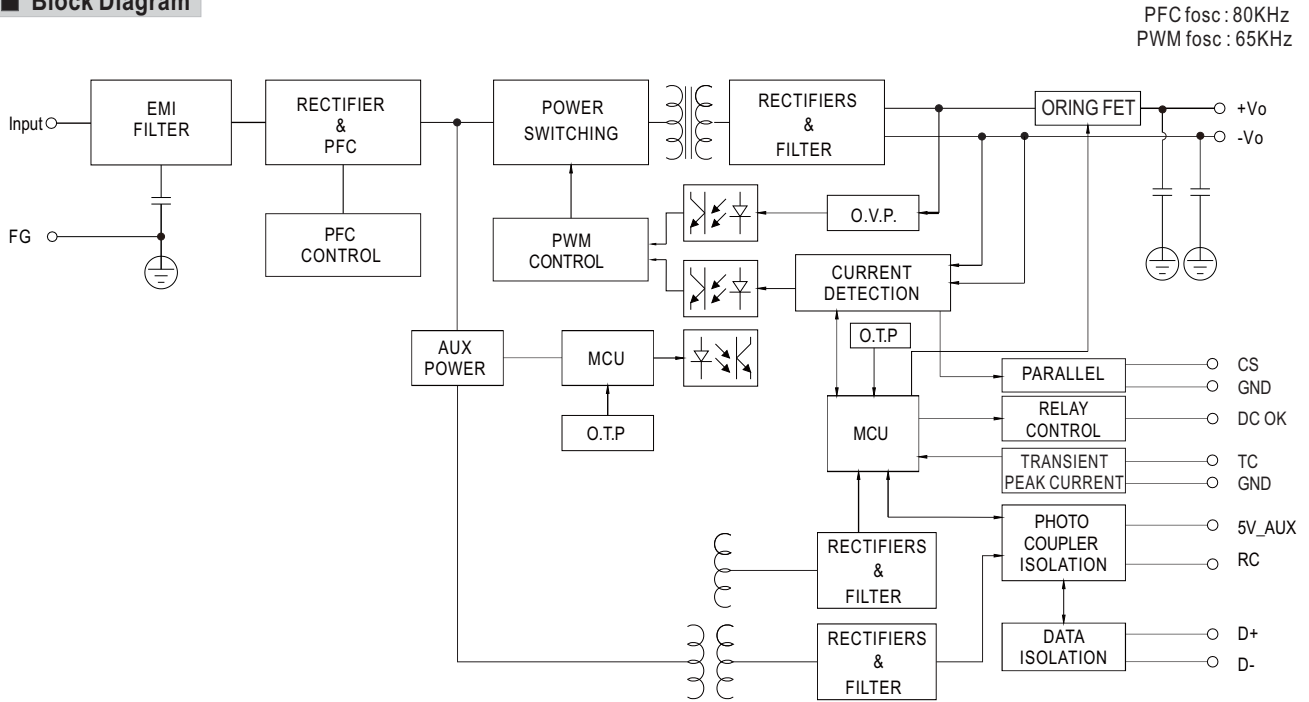 Block Diagram
PFC fosc : 80KHz
PWM fosc : 65KHz
Input
EMI
FILTER
RECTIFIER
&
PFC
POWER
SWITCHING
RECTIFIERS
&
FILTER
ORING FET
+Vo
-Vo
FG
PFC
CONTROL
PWM
CONTROL
O.V.P.
CURRENT
DETECTION
AUX
POWER
MCU
O.T.P
O.T.P
MCU
PARALLEL
CS
GND
RELAY
CONTROL
DC OK
TRANSIENT
PEAK CURRENT
TC
GND
PHOTO
COUPLER
ISOLATION
5V_AUX
RC
RECTIFIERS
&
FILTER
RECTIFIERS
&
FILTER
DATA
ISOLATION
D+
D-